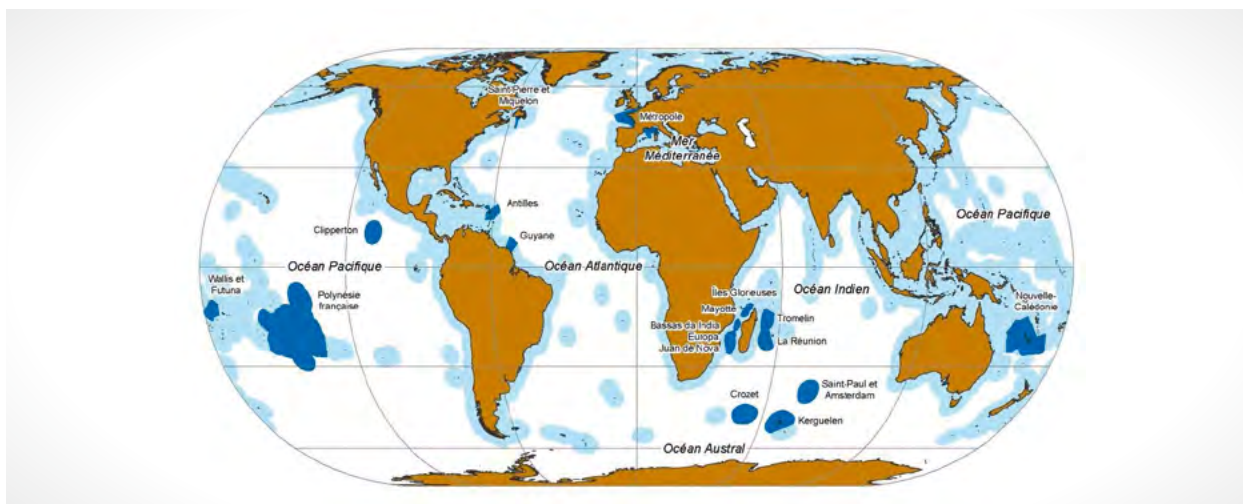 Saint-Pierre et
Miquelon
Métropole
Mer
Méditerranée
Antilles
Clipperton
Guyane
Océan Pacifique
Océan Pacifique
Océan Atlantique
Wallis et
Futuna
Polynésie
française
Océan Indien
Îles Glorieuses
Mayotte
Tromelin
Bassas da India
Europa
Juan de Nova
La Réunion
Nouvelle-
Calédonie
Crozet
Saint-Paul et
Amsterdam
Kerguelen
Océan Austral